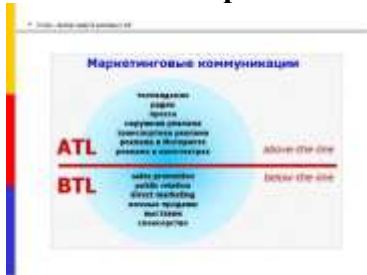 Маркетинговые коммуникации
телевидение
радио
пресса
наружная реклама
транспортная реклама
реклама в Интернете
реклама в кинотеатрах
ATL
above-the-line
BTL
below-the-line
sales promotion
public relation
direct marketing
личные продажи
выставки
спонсорство